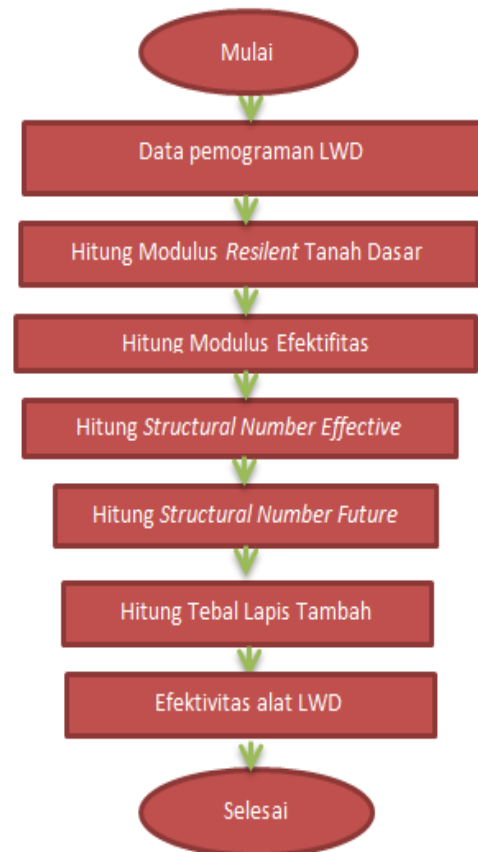 Mulai
Data pemograman LWD
Hitung Modulus Resilent Tanah Dasar
Hitung Modulus Efektifitas
Hitung Structural Number Effective
Hitung Structural Number Future
Hitung Tebal Lapis Tambah
Efektivitas alat LWD
Selesai